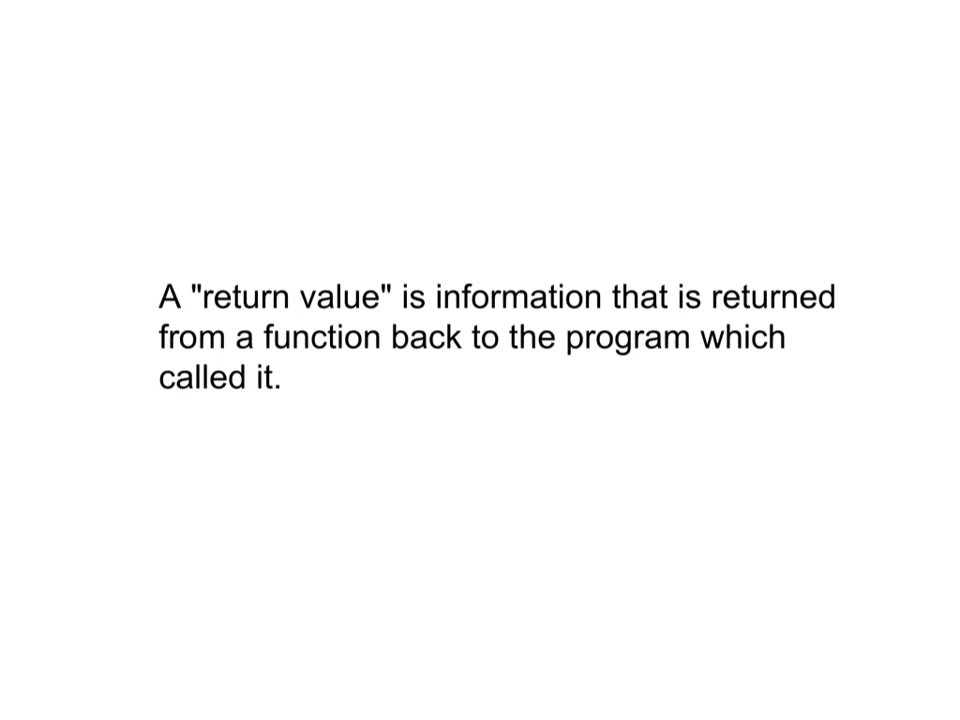 A "return value" is information that is returned
from a function back to the program which
called it.